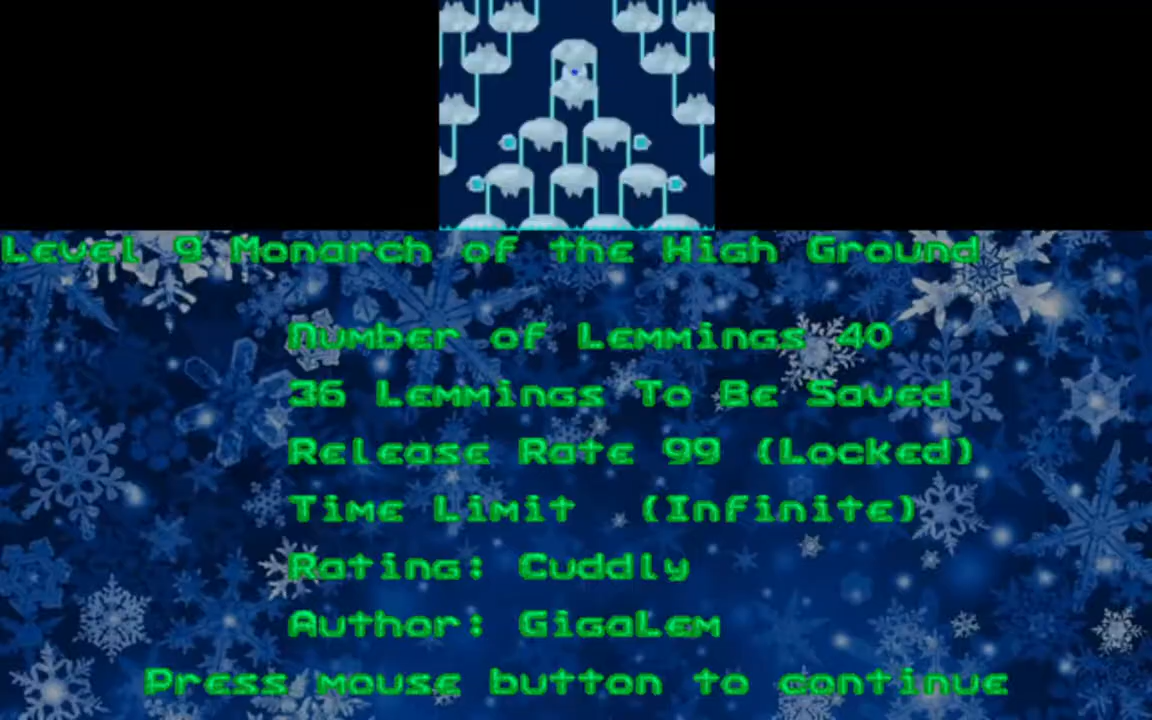 Level 9 Monarch of the High Ground
Number of Lemmings 40
36 Lemmings To Be Saved
Release Rate 99 (Locked)
Time Limit (Infinite)
Rating: Cuddly
Author: GigaLem
Press mouse button to continue